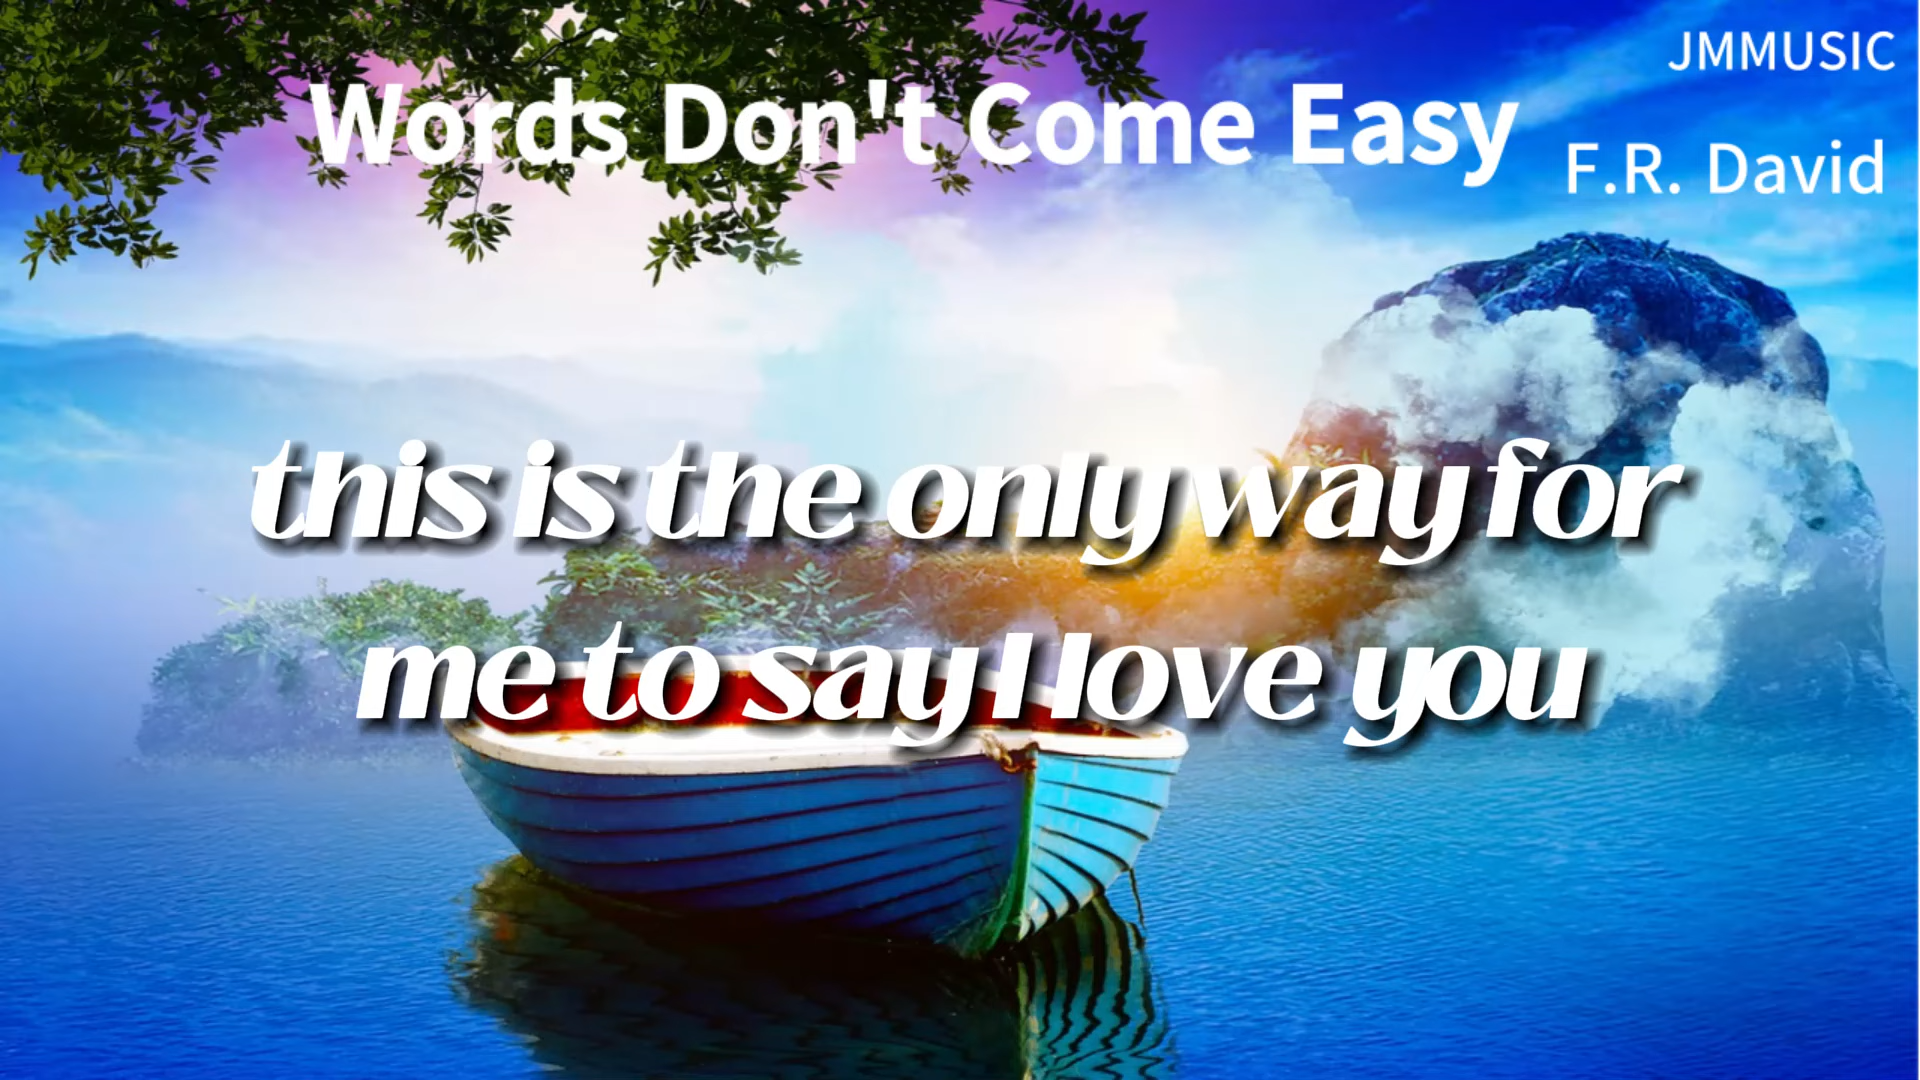 JMMUSIC
Words Don't Come Easy
F.R. David
this is the only way for
me to say I love you